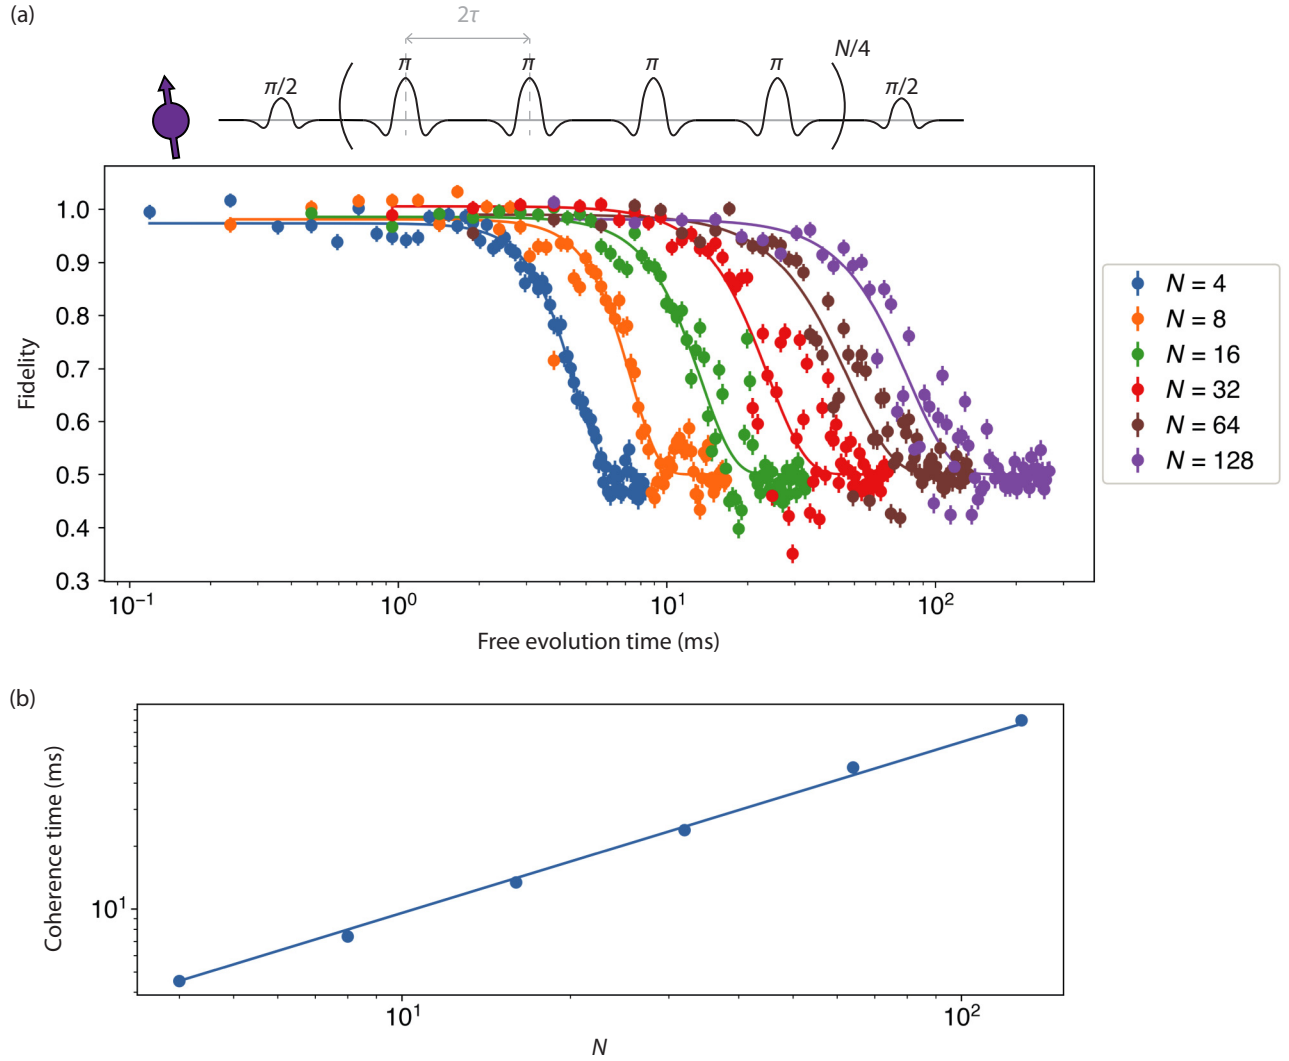 (a)
2τ
π/2
π
π
π
π
N/4
π/2
Fidelity
1.0
0.9
0.8
0.7
0.6
0.5
0.4
0.3
10⁻¹
10⁰
10¹
10²
Free evolution time (ms)
N = 4
N = 8
N = 16
N = 32
N = 64
N = 128
(b)
Coherence time (ms)
10¹
10¹
10²
N